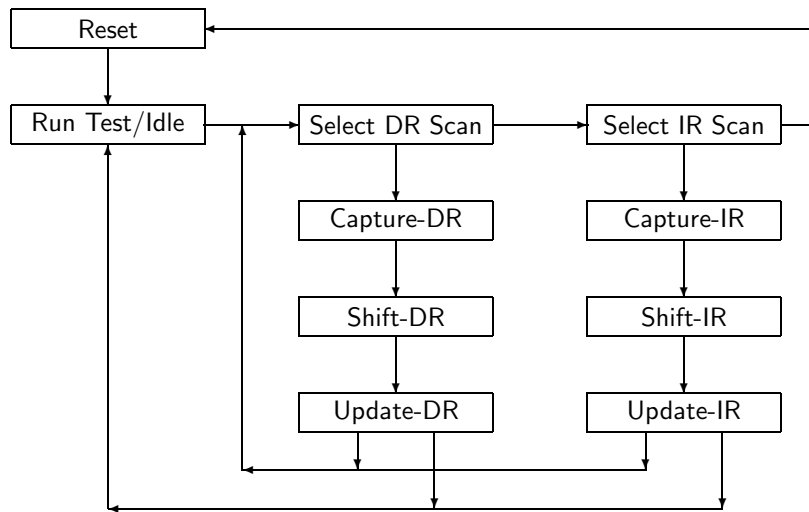 Reset
Run Test/Idle
Select DR Scan
Select IR Scan
Capture-DR
Capture-IR
Shift-DR
Shift-IR
Update-DR
Update-IR